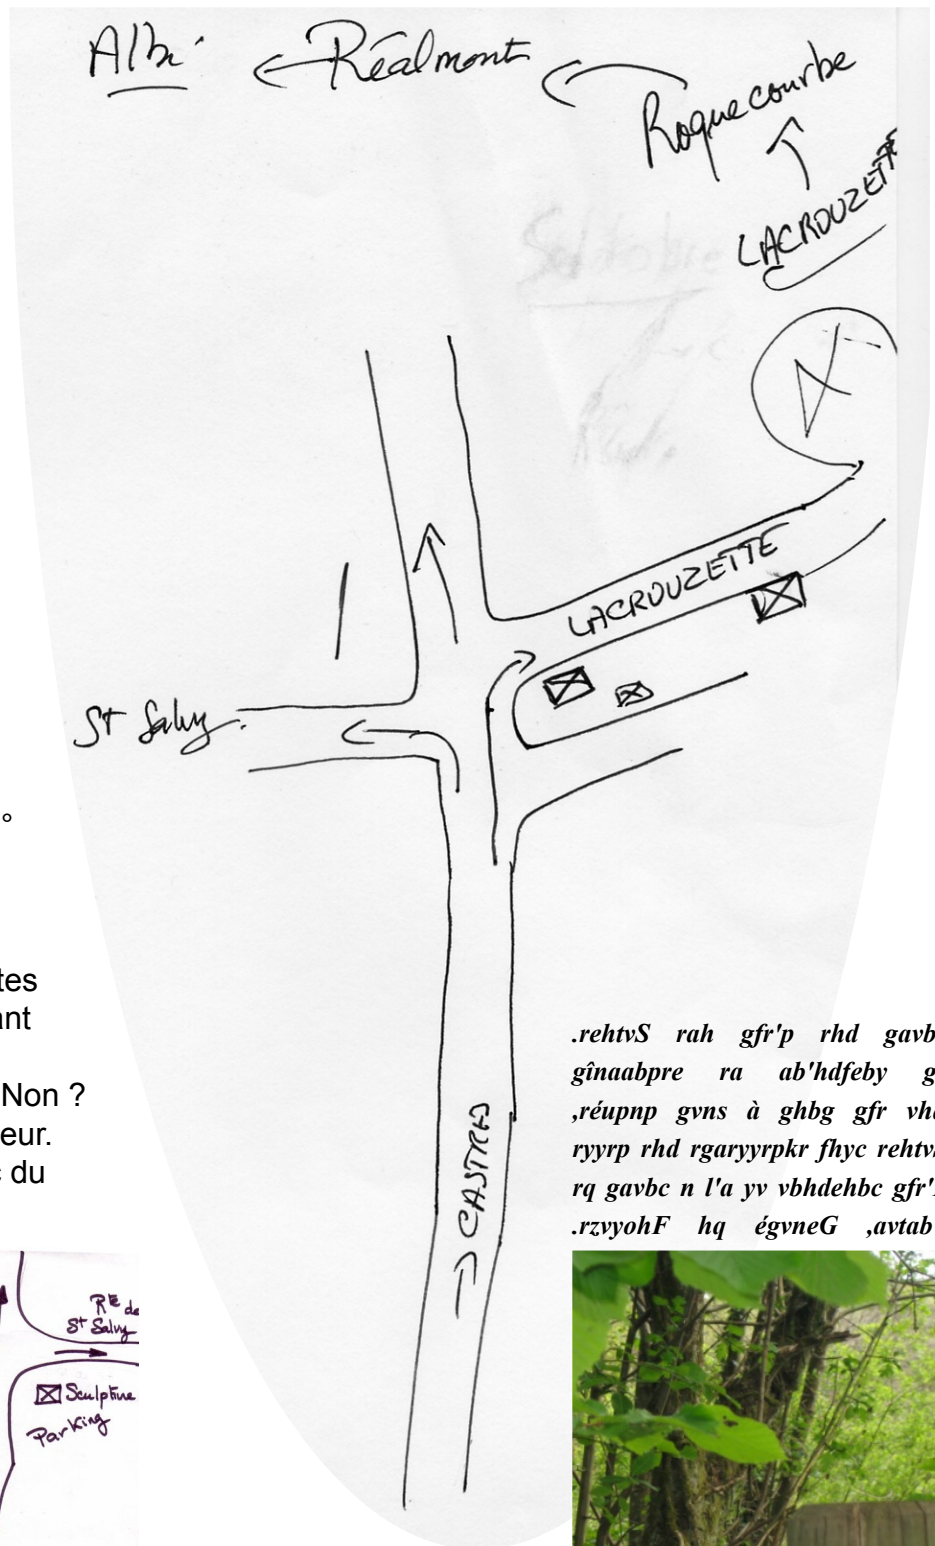 Albi ← Réalmont ←
Roquecourbe
LACROUZETTE
LACROUZETTE
St Salvy
→ CASTRES
°
tes
ant
Non ?
eur.
du
.rehtvS rah gfr'p rhd gavb
gînaabpre ra ab'hdfeby g
,réupnp gvns à ghbg gfr vh
ryyrp rhd rgaryyrpkr fhyc rehtv
rq gavbc n l'a yv vbhdehbc gfr'
.rzvyohF hq égvneG ,avtab
Rte de
St Salvy
Sculpture
Parking